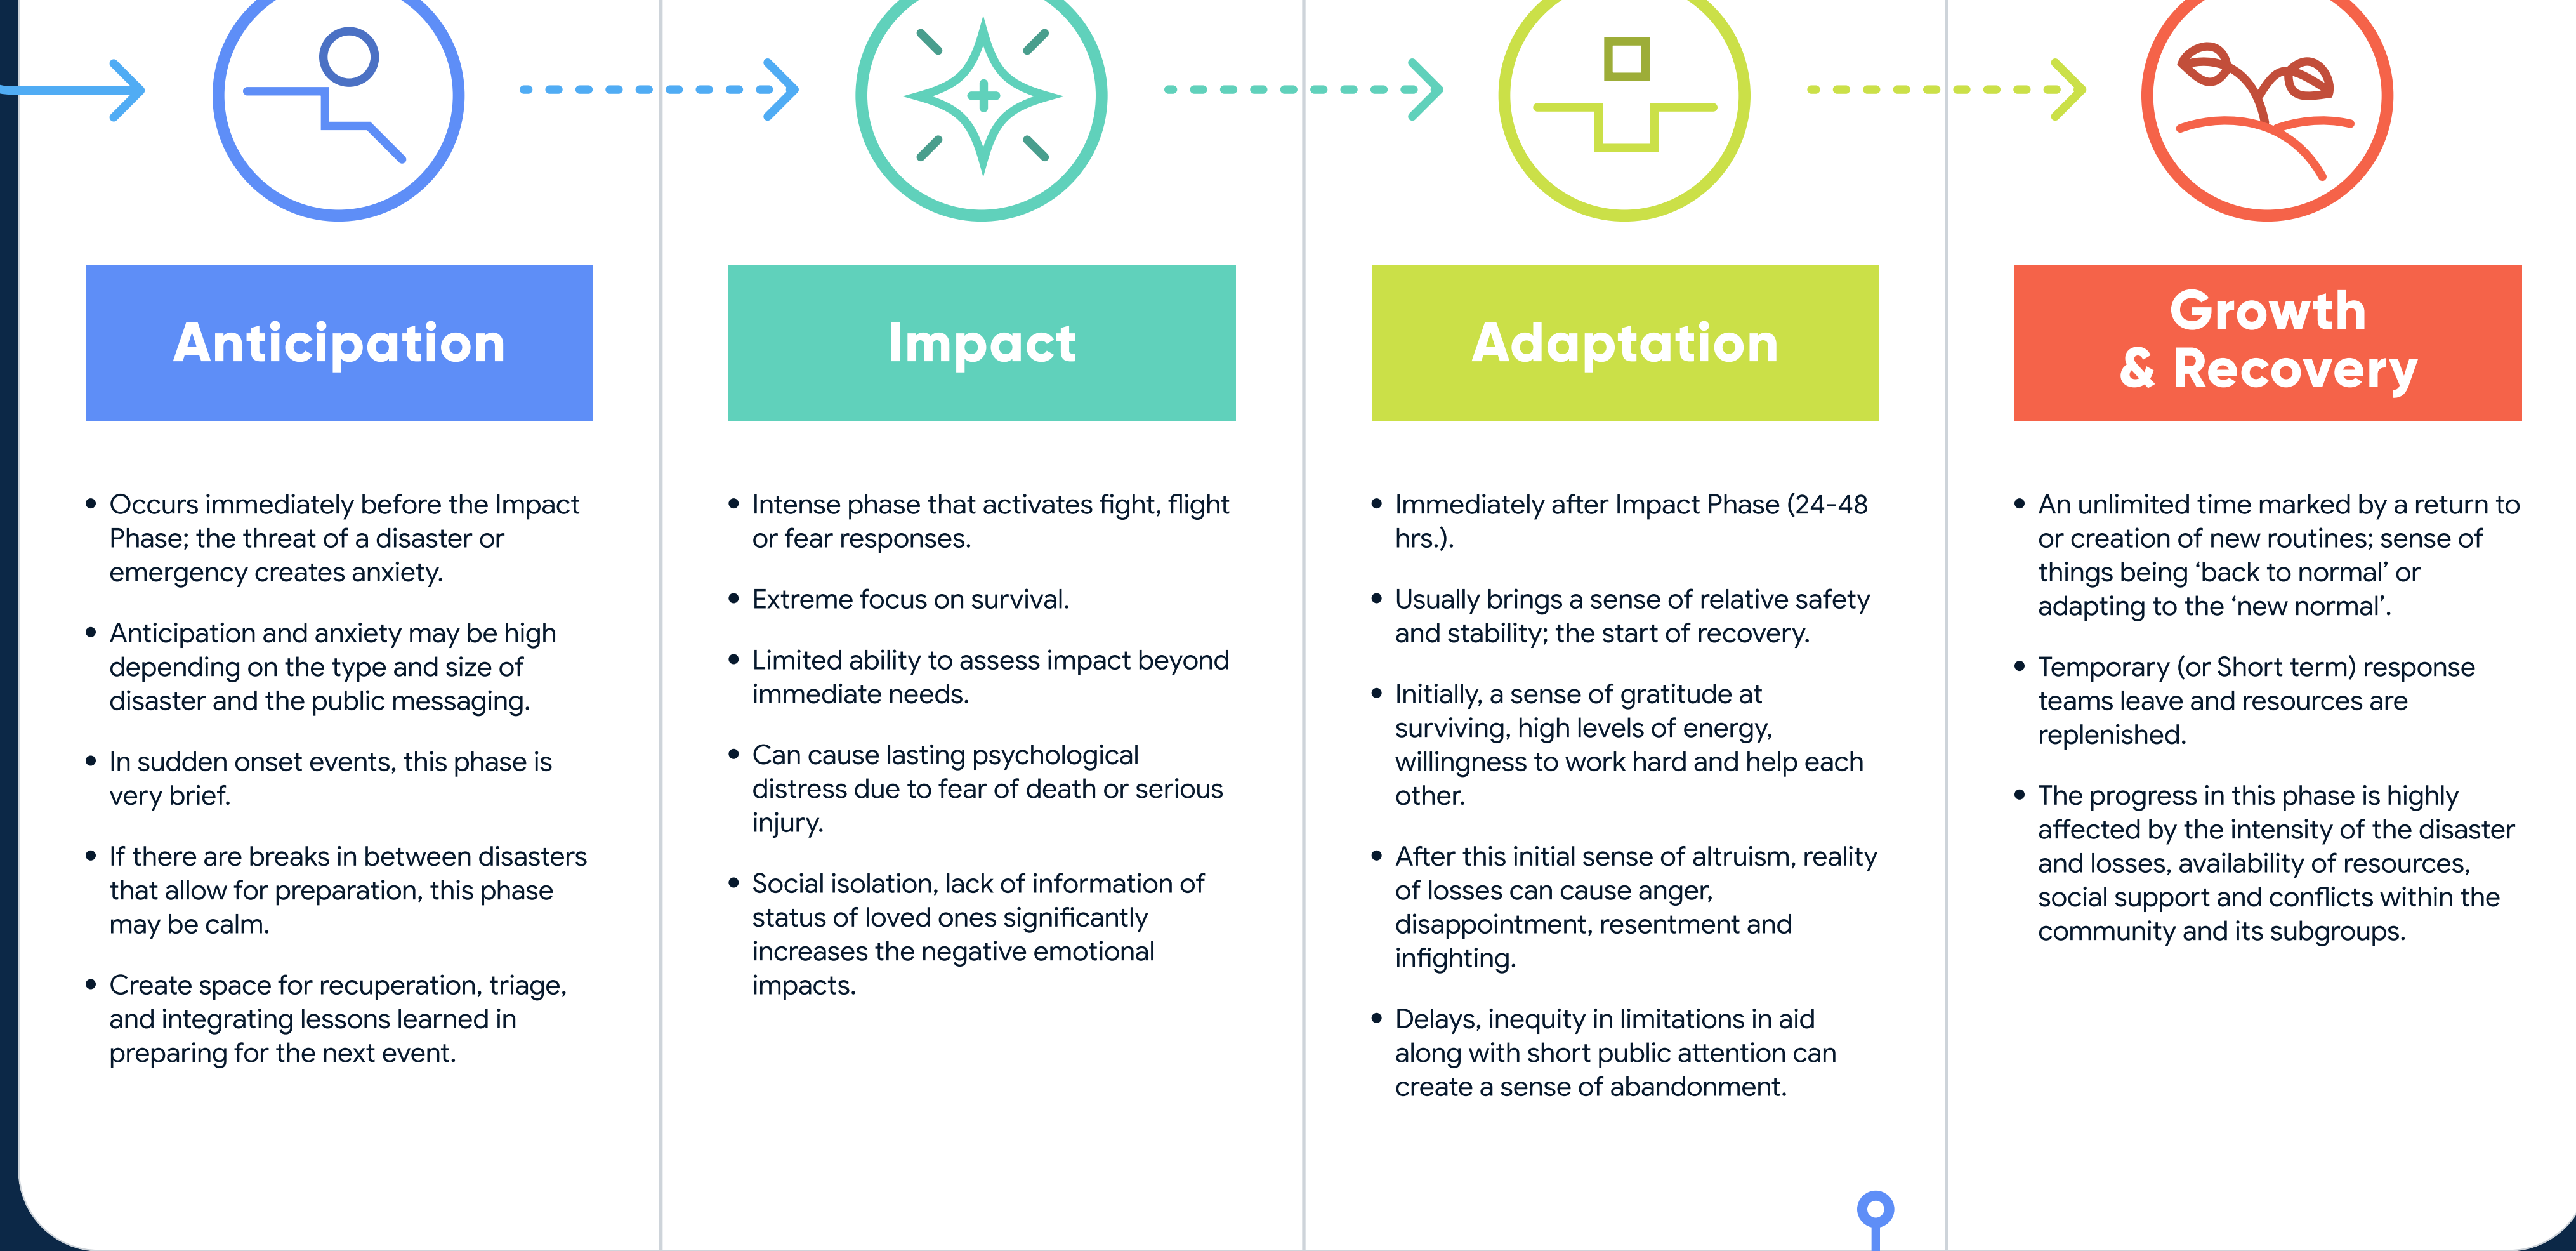 Anticipation
• Occurs immediately before the Impact
Phase; the threat of a disaster or
emergency creates anxiety.
• Anticipation and anxiety may be high
depending on the type and size of
disaster and the public messaging.
• In sudden onset events, this phase is
very brief.
• If there are breaks in between disasters
that allow for preparation, this phase
may be calm.
• Create space for recuperation, triage,
and integrating lessons learned in
preparing for the next event.
Impact
• Intense phase that activates fight, flight
or fear responses.
• Extreme focus on survival.
• Limited ability to assess impact beyond
immediate needs.
• Can cause lasting psychological
distress due to fear of death or serious
injury.
• Social isolation, lack of information of
status of loved ones significantly
increases the negative emotional
impacts.
Adaptation
• Immediately after Impact Phase (24-48
hrs.).
• Usually brings a sense of relative safety
and stability; the start of recovery.
• Initially, a sense of gratitude at
surviving, high levels of energy,
willingness to work hard and help each
other.
• After this initial sense of altruism, reality
of losses can cause anger,
disappointment, resentment and
infighting.
• Delays, inequity in limitations in aid
along with short public attention can
create a sense of abandonment.
Growth
& Recovery
• An unlimited time marked by a return to
or creation of new routines; sense of
things being ‘back to normal’ or
adapting to the ‘new normal’.
• Temporary (or Short term) response
teams leave and resources are
replenished.
• The progress in this phase is highly
affected by the intensity of the disaster
and losses, availability of resources,
social support and conflicts within the
community and its subgroups.